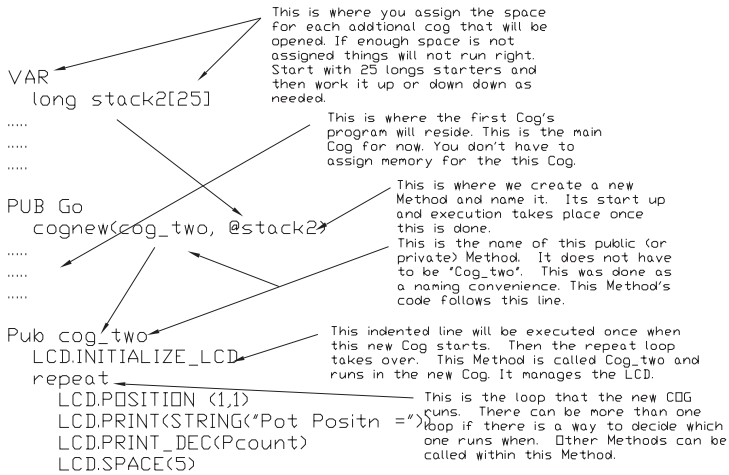 This is where you assign the space
for each addtional cog that will be
opened. If enough space is not
assigned things will not run right.
Start with 25 longs starters and
then work it up or down down as
needed.
VAR
long stack2[25]
.....
.....
.....
This is where the first Cog's
program will reside. This is the main
Cog for now. You don't have to
assign memory for the this Cog.
PUB Go
cognew(cog_two, @stack2)
.....
.....
.....
This is where we create a new
Method and name it. Its start up
and execution takes place once
this is done.
This is the name of this public (or
private) Method. It does not have
to be "Cog_two". This was done as
a naming convenience. This Method's
code follows this line.
Pub cog_two
LCD.INITIALIZE_LCD
repeat
LCD.POSITION (1,1)
LCD.PRINT(STRING("Pot Positn ="))
LCD.PRINT_DEC(Pcount)
LCD.SPACE(5)
This indented line will be executed once when
this new Cog starts. Then the repeat loop
takes over. This Method is called Cog_two and
runs in the new Cog. It manages the LCD.
This is the loop that the new COG
runs. There can be more than one
loop if there is a way to decide which
one runs when. Other Methods can be
called within this Method.